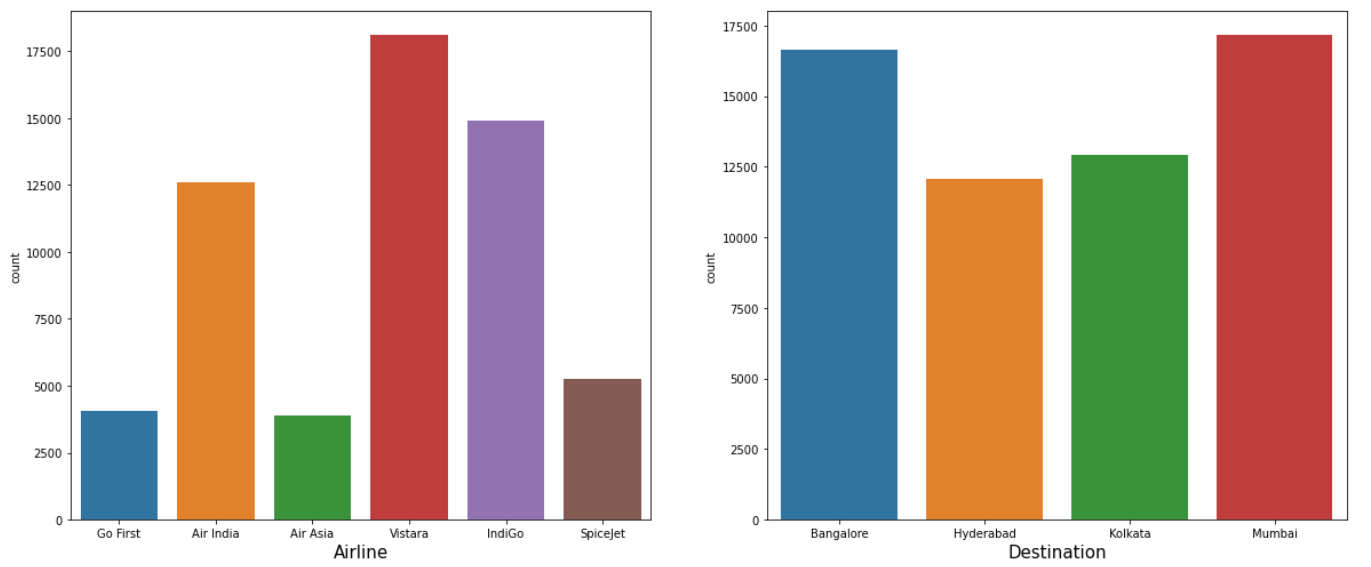 17500
15000
12500
10000
7500
5000
2500
0
count
Go First Air India Air Asia Vistara IndiGo SpiceJet
Airline
17500
15000
12500
10000
7500
5000
2500
0
count
Bangalore Hyderabad Kolkata Mumbai
Destination